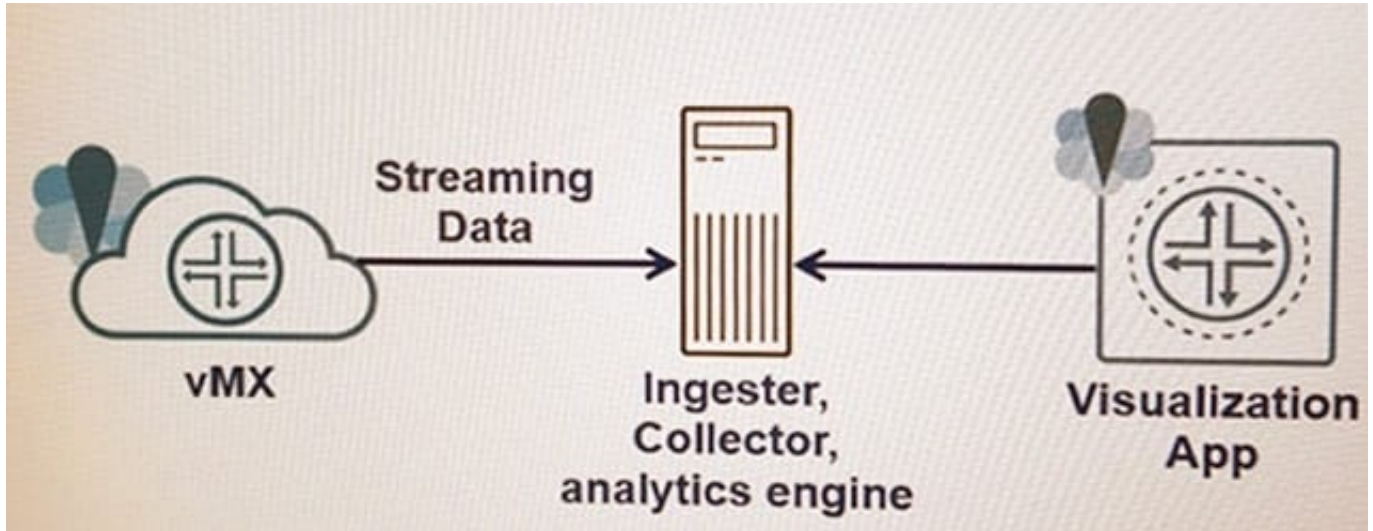 Streaming
Data
vMX
Ingester,
Collector,
analytics engine
Visualization
App